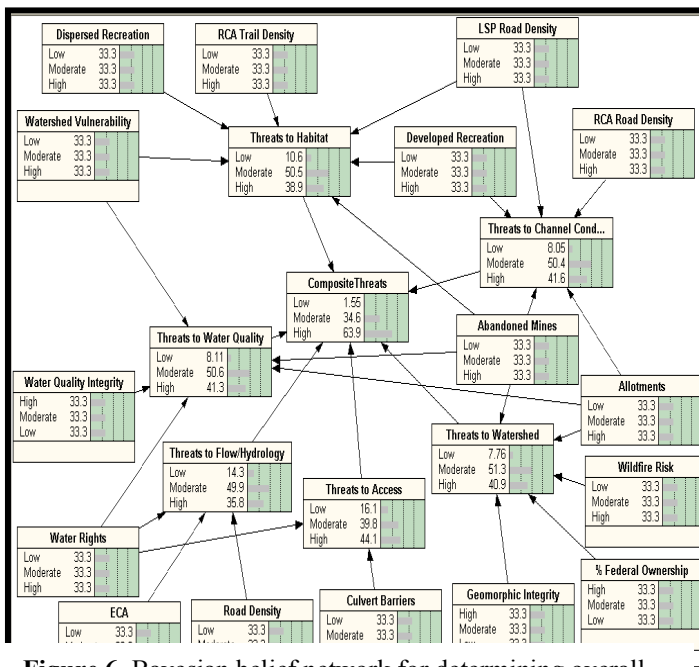 Dispersed Recreation
Low 33.3
Moderate 33.3
High 33.3
RCA Trail Density
Low 33.3
Moderate 33.3
High 33.3
LSP Road Density
Low 33.3
Moderate 33.3
High 33.3
Watershed Vulnerability
Low 33.3
Moderate 33.3
High 33.3
Threats to Habitat
Low 10.6
Moderate 50.5
High 38.9
Developed Recreation
Low 33.3
Moderate 33.3
High 33.3
RCA Road Density
Low 33.3
Moderate 33.3
High 33.3
Threats to Channel Cond...
Low 8.05
Moderate 50.4
High 41.6
CompositeThreats
Low 1.55
Moderate 34.6
High 63.9
Threats to Water Quality
Low 8.11
Moderate 50.6
High 41.3
Abandoned Mines
Low 33.3
Moderate 33.3
High 33.3
Water Quality Integrity
High 33.3
Moderate 33.3
Low 33.3
Allotments
Low 33.3
Moderate 33.3
High 33.3
Threats to Flow/Hydrology
Low 14.3
Moderate 49.9
High 35.8
Threats to Watershed
Low 7.76
Moderate 51.3
High 40.9
Threats to Access
Low 16.1
Moderate 39.8
High 44.1
Wildfire Risk
Low 33.3
Moderate 33.3
High 33.3
Water Rights
Low 33.3
Moderate 33.3
High 33.3
% Federal Ownership
High 33.3
Moderate 33.3
Low 33.3
ECA
Low 33.3
Road Density
Low 33.3
Moderate 33.3
Culvert Barriers
Low 33.3
Moderate 33.3
Geomorphic Integrity
High 33.3
Moderate 33.3
Figure 6. Bayesian belief network for determining overall